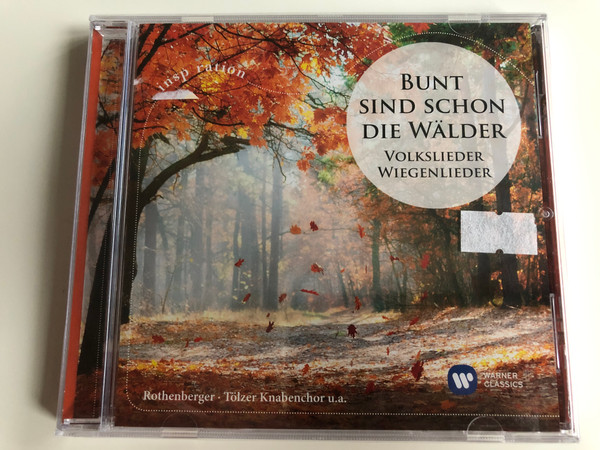 insp ration
BUNT
SIND SCHON
DIE WÄLDER
VOLKSLIEDER
WIEGENLIEDER
WARNER
CLASSICS
Rothenberger · Tölzer Knabenchor u.a.